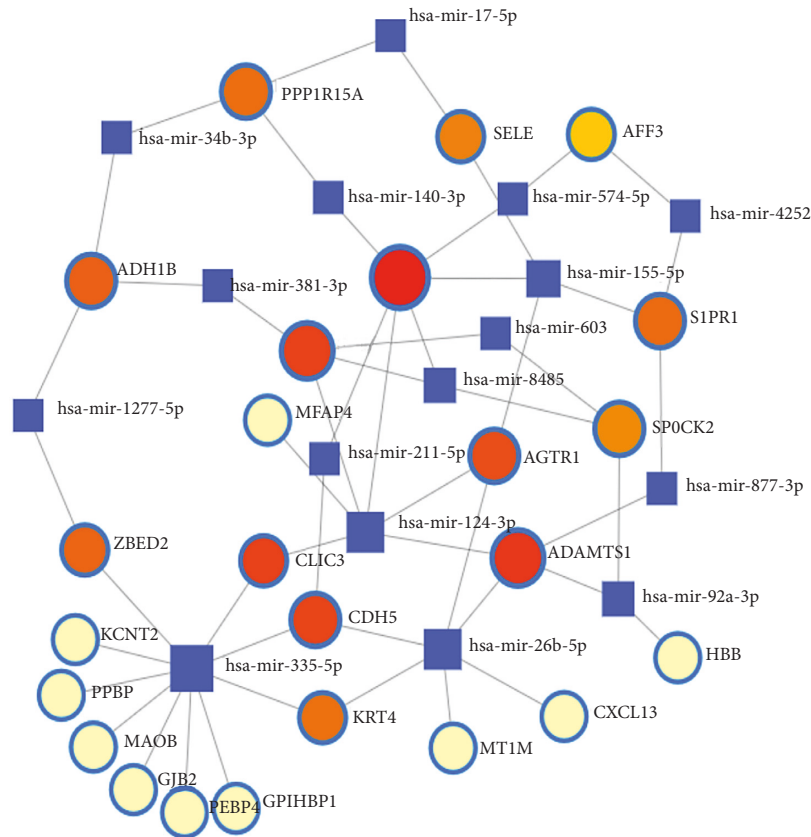 hsa-mir-17-5p
PPP1R15A
SELE
AFF3
hsa-mir-34b-3p
hsa-mir-140-3p
hsa-mir-574-5p
hsa-mir-4252
ADH1B
hsa-mir-381-3p
hsa-mir-155-5p
S1PR1
hsa-mir-603
hsa-mir-8485
hsa-mir-1277-5p
MFAP4
SP0CK2
hsa-mir-211-5p
AGTR1
hsa-mir-877-3p
hsa-mir-124-3p
ZBED2
CLIC3
ADAMTS1
hsa-mir-92a-3p
CDH5
KCNT2
hsa-mir-335-5p
hsa-mir-26b-5p
HBB
PPBP
KRT4
CXCL13
MAOB
MT1M
GJB2
PEBP4
GPIHBP1